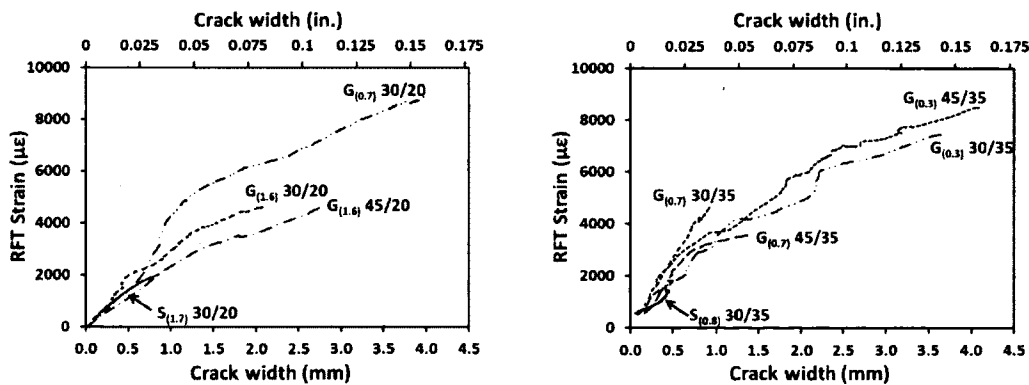 Crack width (in.)
0 0.025 0.05 0.075 0.1 0.125 0.15 0.175
10000
8000
6000
4000
2000
0
RFT Strain (με)
G(0.7) 30/20
G(1.6) 30/20
G(1.6) 45/20
S(1.7) 30/20
0.0 0.5 1.0 1.5 2.0 2.5 3.0 3.5 4.0 4.5
Crack width (mm)
Crack width (in.)
0 0.025 0.05 0.075 0.1 0.125 0.15 0.175
10000
8000
6000
4000
2000
0
RFT Strain (με)
G(0.3) 45/35
G(0.3) 30/35
G(0.7) 30/35
G(0.7) 45/35
S(0.8) 30/35
0.0 0.5 1.0 1.5 2.0 2.5 3.0 3.5 4.0 4.5
Crack width (mm)